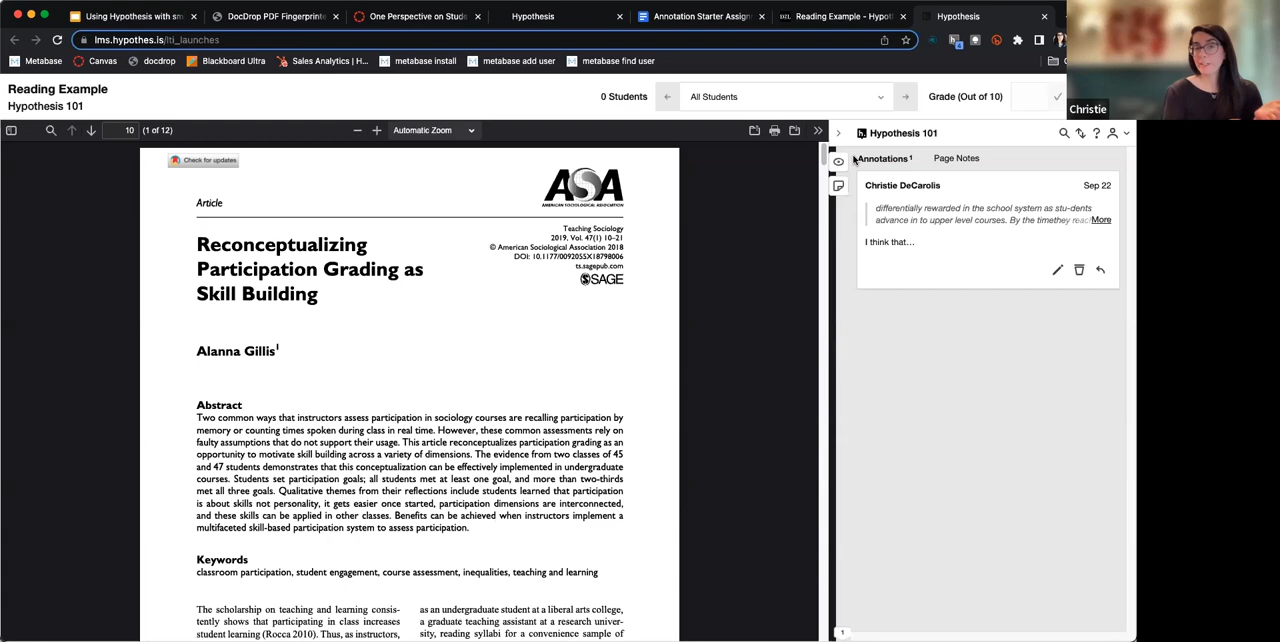 Using Hypothesis with sm
DocDrop PDF Fingerprinte
One Perspective on Stude
Hypothesis
Annotation Starter Assign
Reading Example - Hypoth
Hypothesis
lms.hypothes.is/lti_launches
Metabase
Canvas
docdrop
Blackboard Ultra
Sales Analytics | H...
metabase install
metabase add user
metabase find user
Reading Example
Hypothesis 101
0 Students
All Students
Grade (Out of 10)
Christie
10 (1 of 12)
Automatic Zoom
Check for updates
Article
ASA
AMERICAN SOCIOLOGICAL ASSOCIATION
Teaching Sociology
2019, Vol. 47(1) 10–21
© American Sociological Association 2018
DOI: 10.1177/0092055X18798006
ts.sagepub.com
SAGE
Reconceptualizing
Participation Grading as
Skill Building
Alanna Gillis1
Abstract
Two common ways that instructors assess participation in sociology courses are recalling participation by
memory or counting times spoken during class in real time. However, these common assessments rely on
faulty assumptions that do not support their usage. This article reconceptualizes participation grading as an
opportunity to motivate skill building across a variety of dimensions. The evidence from two classes of 45
and 47 students demonstrates that this conceptualization can be effectively implemented in undergraduate
courses. Students set participation goals; all students met at least one goal, and more than two-thirds
met all three goals. Qualitative themes from their reflections include students learned that participation
is about skills not personality, it gets easier once started, participation dimensions are interconnected,
and these skills can be applied in other classes. Benefits can be achieved when instructors implement a
multifaceted skill-based participation system to assess participation.
Keywords
classroom participation, student engagement, course assessment, inequalities, teaching and learning
The scholarship on teaching and learning consis-
tently shows that participating in class increases
student learning (Rocca 2010). Thus, as instructors,
as an undergraduate student at a liberal arts college,
a graduate teaching assistant at a research univer-
sity, reading syllabi for a convenience sample of
Hypothesis 101
Annotations 1
Page Notes
Christie DeCarolis
Sep 22
differentially rewarded in the school system as stu-dents
advance in to upper level courses. By the timethey reac
More
I think that…
1